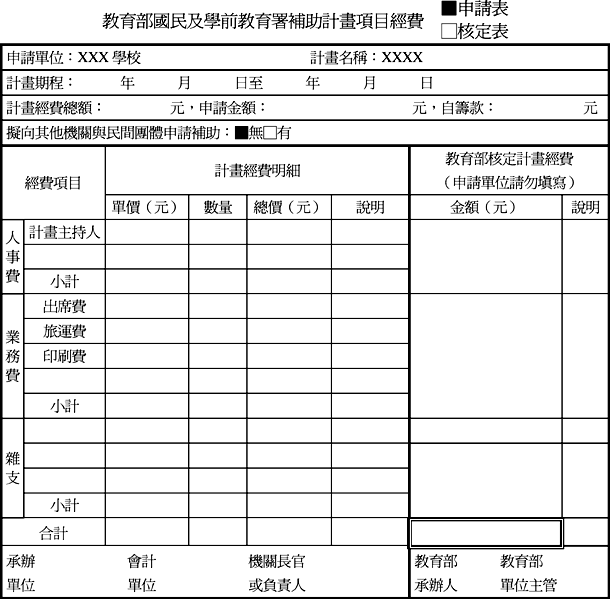 教育部國民及學前教育署補助計畫項目經費
■申請表
□核定表
申請單位：XXX 學校 計畫名稱：XXXX
計畫期程： 年 月 日至 年 月 日
計畫經費總額： 元，申請金額： 元，自籌款： 元
擬向其他機關與民間團體申請補助：■無□有
經費項目 計畫經費明細 教育部核定計畫經費
（申請單位請勿填寫）
單價（元） 數量 總價（元） 說明 金額（元） 說明
人事費
計畫主持人
小計
業務費
出席費
旅運費
印刷費
小計
雜支
小計
合計
承辦 會計 機關長官 教育部 教育部
單位 單位 或負責人 承辦人 單位主管